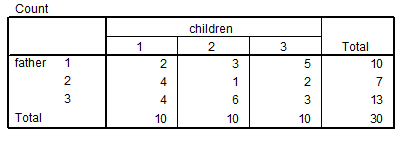 Count
children
1 2 3 Total
father 1 2 3 5 10
2 4 1 2 7
3 4 6 3 13
Total 10 10 10 30